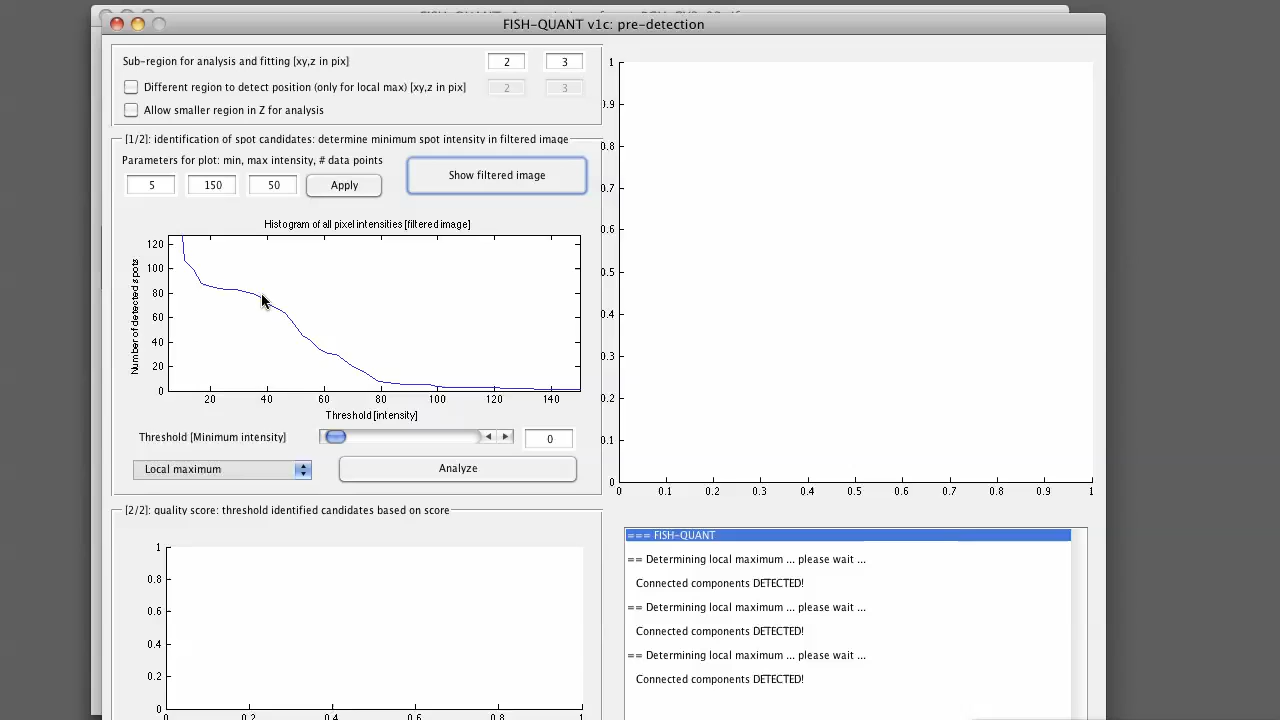 FISH-QUANT v1c: pre-detection
Sub-region for analysis and fitting [xy,z in pix]
2
3
Different region to detect position (only for local max) [xy,z in pix]
2
3
Allow smaller region in Z for analysis
[1/2]: identification of spot candidates: determine minimum spot intensity in filtered image
Parameters for plot: min, max intensity, # data points
5
150
50
Apply
Show filtered image
Histogram of all pixel intensities [filtered image]
Number of detected spots
120
100
80
60
40
20
0
20
40
60
80
100
120
140
Threshold [intensity]
Threshold [Minimum intensity]
0
Local maximum
Analyze
[2/2]: quality score: threshold identified candidates based on score
1
0.8
0.6
0.4
0.2
0
0
0.2
0.4
0.6
0.8
1
1
0.9
0.8
0.7
0.6
0.5
0.4
0.3
0.2
0.1
0
0
0.1
0.2
0.3
0.4
0.5
0.6
0.7
0.8
0.9
1
=== FISH-QUANT
== Determining local maximum ... please wait ...
Connected components DETECTED!
== Determining local maximum ... please wait ...
Connected components DETECTED!
== Determining local maximum ... please wait ...
Connected components DETECTED!